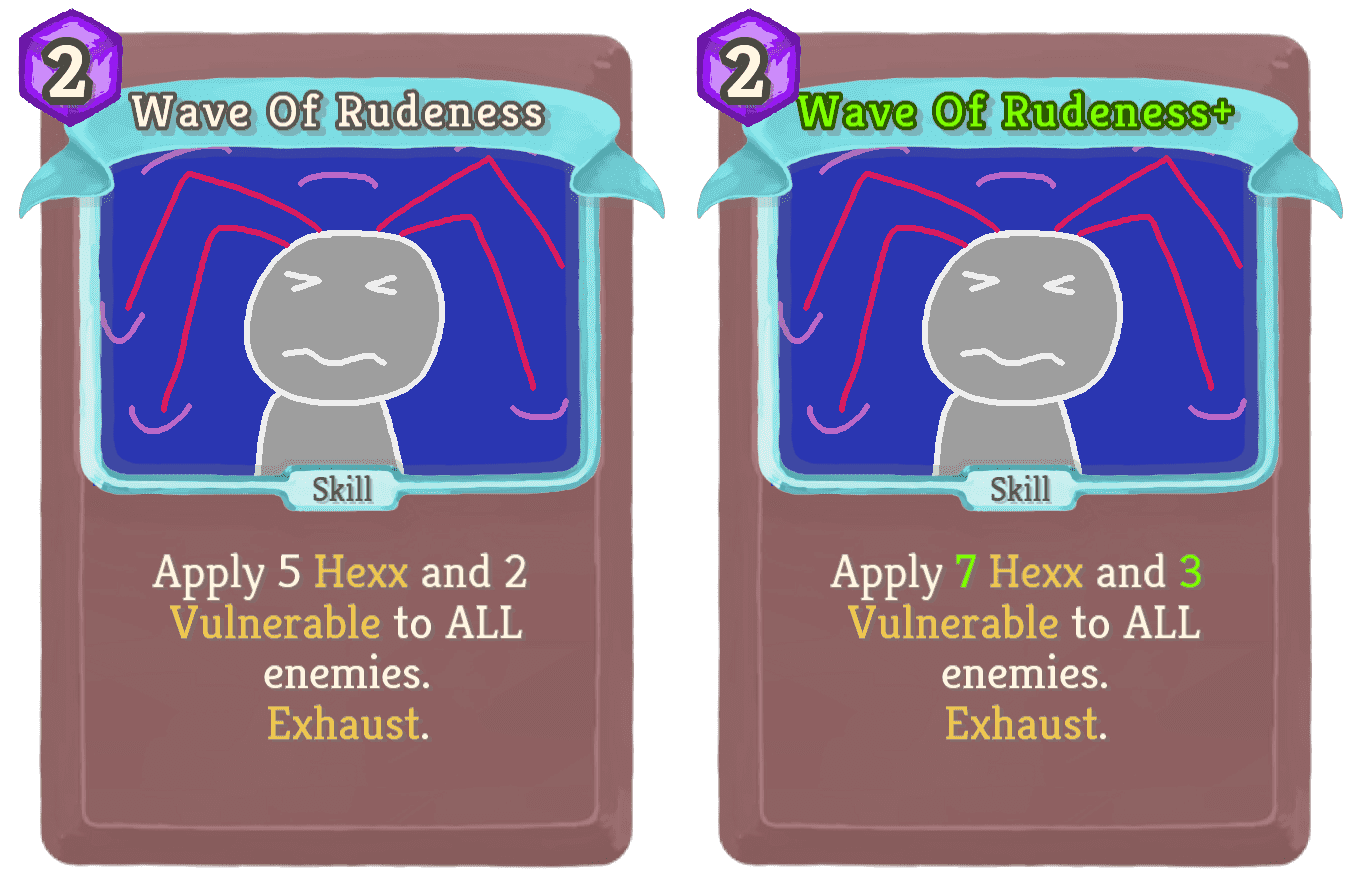 2
Wave Of Rudeness
Skill
Apply 5 Hexx and 2
Vulnerable to ALL
enemies.
Exhaust.
2
Wave Of Rudeness+
Skill
Apply 7 Hexx and 3
Vulnerable to ALL
enemies.
Exhaust.